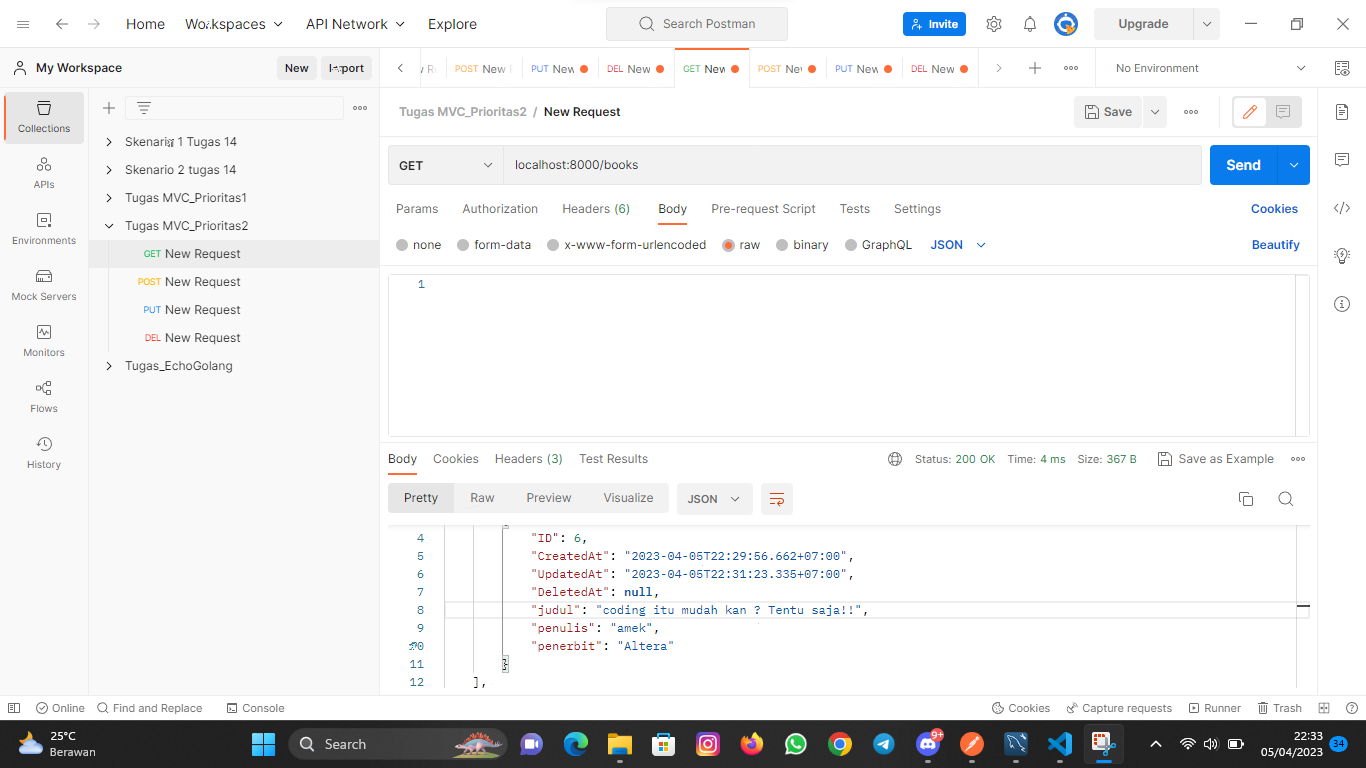 Home Workspaces API Network Explore Search Postman Invite Upgrade
My Workspace New Import
POST New PUT New DEL New GET New POST Nev PUT New DEL New No Environment
Collections
APIs
Environments
Mock Servers
Monitors
Flows
History
Skenario 1 Tugas 14
Skenario 2 tugas 14
Tugas MVC_Prioritas1
Tugas MVC_Prioritas2
GET New Request
POST New Request
PUT New Request
DEL New Request
Tugas_EchoGolang
Tugas MVC_Prioritas2 / New Request Save
GET localhost:8000/books Send
Params Authorization Headers (6) Body Pre-request Script Tests Settings Cookies
none form-data x-www-form-urlencoded raw binary GraphQL JSON Beautify
1
Body Cookies Headers (3) Test Results Status: 200 OK Time: 4 ms Size: 367 B Save as Example
Pretty Raw Preview Visualize JSON
4 "ID": 6,
5 "CreatedAt": "2023-04-05T22:29:56.662+07:00",
6 "UpdatedAt": "2023-04-05T22:31:23.335+07:00",
7 "DeletedAt": null,
8 "judul": "coding itu mudah kan ? Tentu saja!!",
9 "penulis": "amek",
10 "penerbit": "Altera"
11 }
12 ],
Online Find and Replace Console Cookies Capture requests Runner Trash
25°C
Berawan
Search
9+
22:33
05/04/2023
34